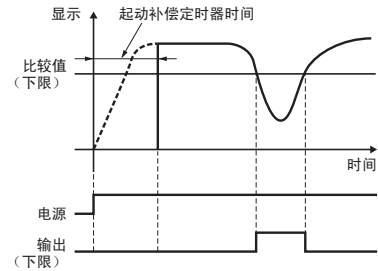 显示
起动补偿定时器时间
比较值
（下限）
时间
电源
输出
（下限）